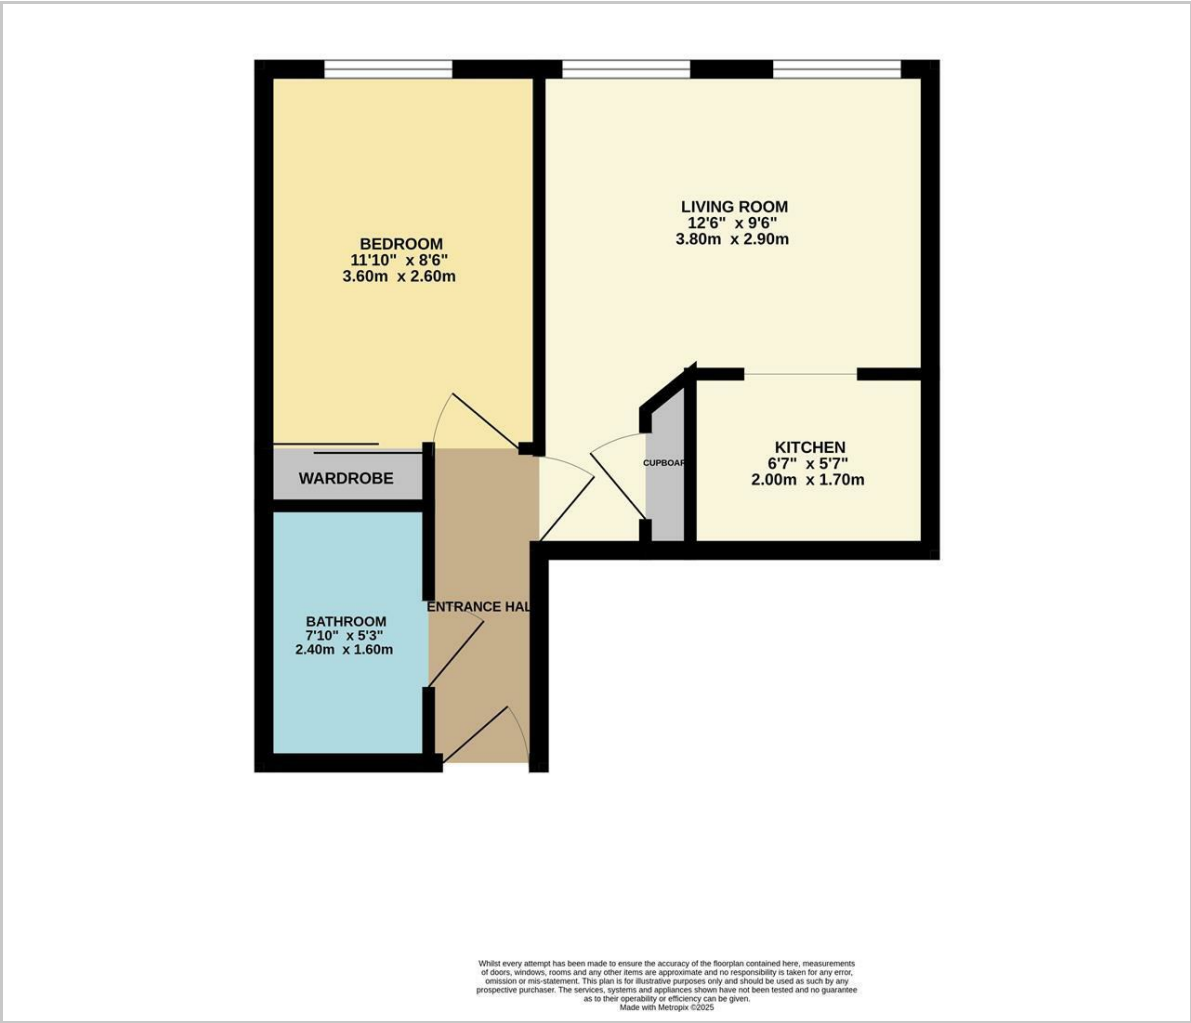 LIVING ROOM
12'6" x 9'6"
3.80m x 2.90m
BEDROOM
11'10" x 8'6"
3.60m x 2.60m
KITCHEN
6'7" x 5'7"
2.00m x 1.70m
CUPBOAR
WARDROBE
ENTRANCE HAL
BATHROOM
7'10" x 5'3"
2.40m x 1.60m
Whilst every attempt has been made to ensure the accuracy of the floorplan contained here, measurements
of doors, windows, rooms and any other items are approximate and no responsibility is taken for any error,
omission or mis-statement. This plan is for illustrative purposes only and should be used as such by any
prospective purchaser. The services, systems and appliances shown have not been tested and no guarantee
as to their operability or efficiency can be given.
Made with Metropix ©2025